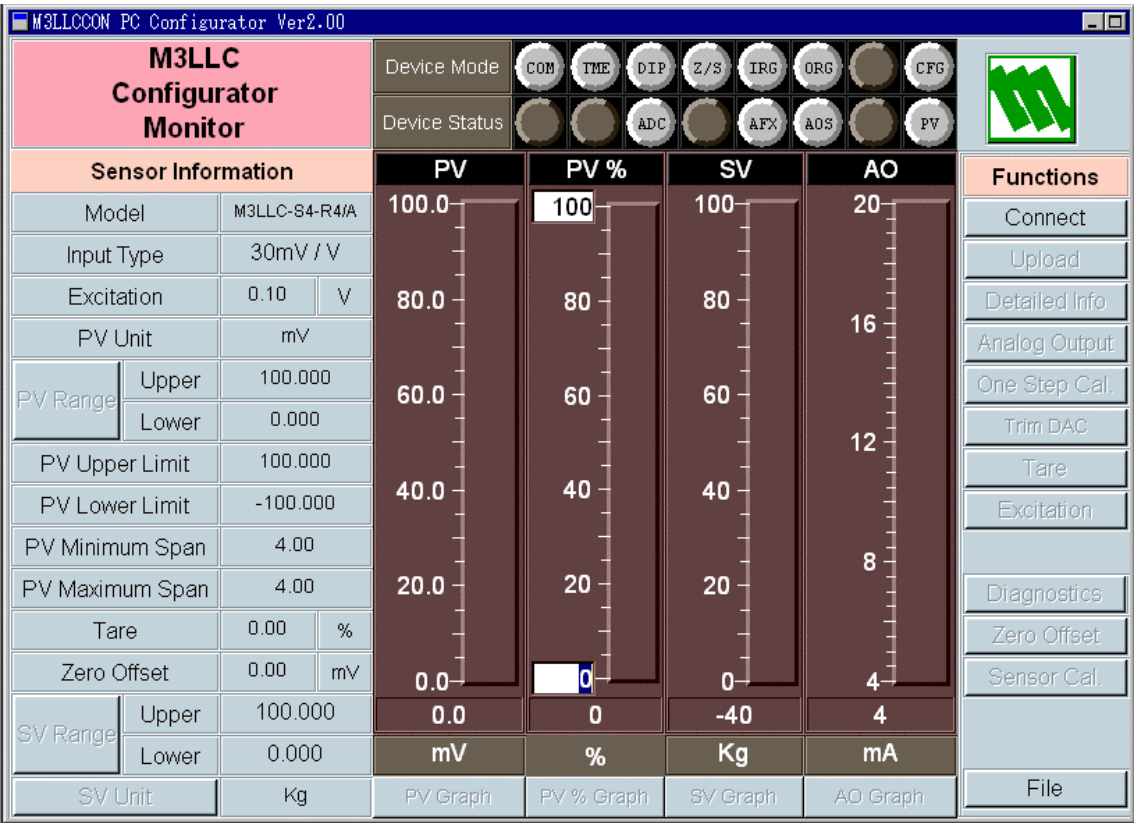 M3LLCCON PC Configurator Ver2.00
M3LLC
Configurator
Monitor
Device Mode COM TME DIP Z/S IRG ORG CFG
Device Status ADC AFX AOS PV
Sensor Information
Model M3LLC-S4-R4/A
Input Type 30mV / V
Excitation 0.10 V
PV Unit mV
PV Range
Upper 100.000
Lower 0.000
PV Upper Limit 100.000
PV Lower Limit -100.000
PV Minimum Span 4.00
PV Maximum Span 4.00
Tare 0.00 %
Zero Offset 0.00 mV
SV Range
Upper 100.000
Lower 0.000
SV Unit Kg
PV PV % SV AO
100.0 100 100 20
80.0 80 80
16
60.0 60 60
12
40.0 40 40
8
20.0 20 20
0.0 0 0 4
0.0 0 -40 4
mV % Kg mA
PV Graph PV % Graph SV Graph AO Graph
Functions
Connect
Upload
Detailed Info
Analog Output
One Step Cal.
Trim DAC
Tare
Excitation
Diagnostics
Zero Offset
Sensor Cal.
File